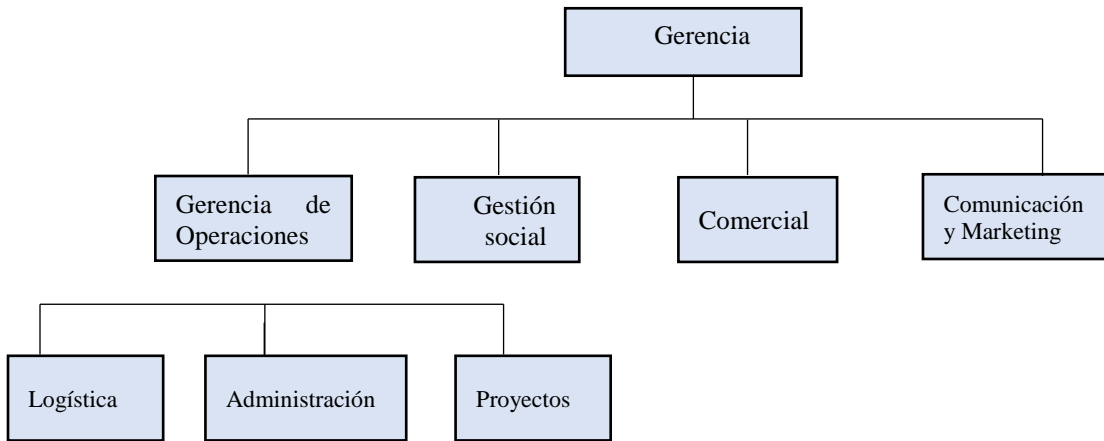 Gerencia
Gerencia de
Operaciones
Gestión
social
Comercial
Comunicación
y Marketing
Logística
Administración
Proyectos